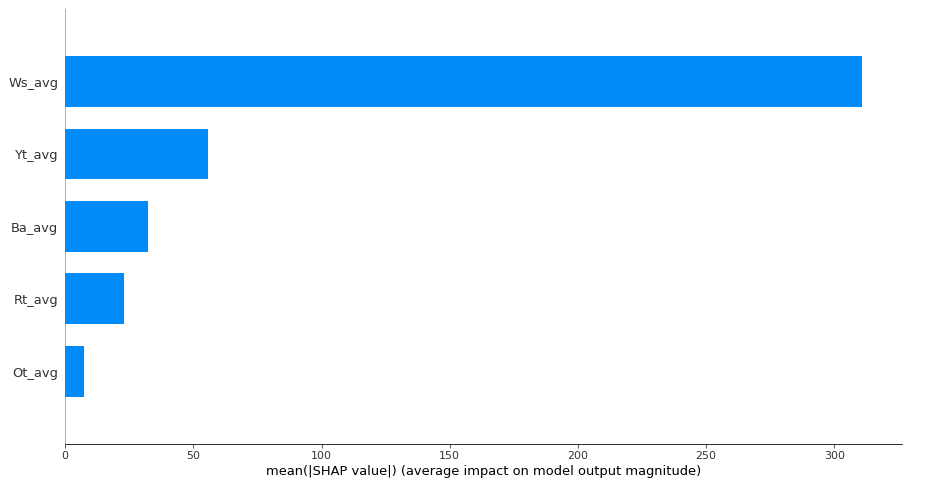 Ws_avg
Yt_avg
Ba_avg
Rt_avg
Ot_avg
0 50 100 150 200 250 300
mean(|SHAP value|) (average impact on model output magnitude)